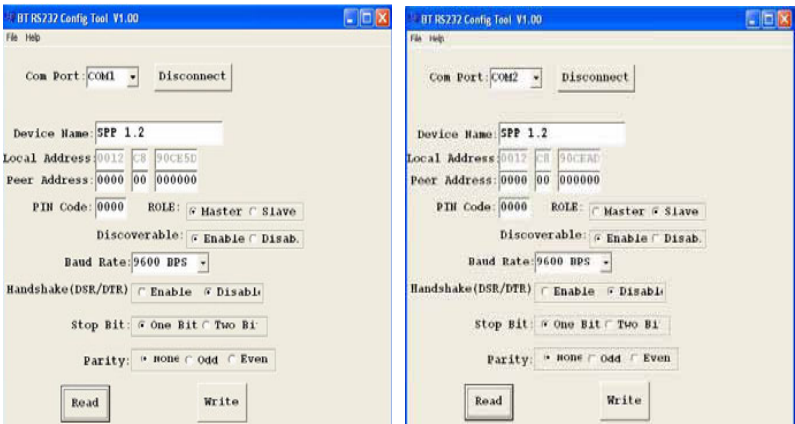 BT RS232 Config Tool V1.00
File Help
Com Port: COM1 Disconnect
Device Name: SPP 1.2
Local Address: 0012 C8 90CE5D
Peer Address: 0000 00 000000
PIN Code: 0000 ROLE: Master Slave
Discoverable: Enable Disab.
Baud Rate: 9600 BPS
Handshake(DSR/DTR) Enable Disabl
Stop Bit: One Bit Two Bi
Parity: None Odd Even
Read Write
BT RS232 Config Tool V1.00
File Help
Com Port: COM2 Disconnect
Device Name: SPP 1.2
Local Address: 0012 C8 90CEAD
Peer Address: 0000 00 000000
PIN Code: 0000 ROLE: Master Slave
Discoverable: Enable Disab.
Baud Rate: 9600 BPS
Handshake(DSR/DTR) Enable Disabl
Stop Bit: One Bit Two Bi
Parity: None Odd Even
Read Write